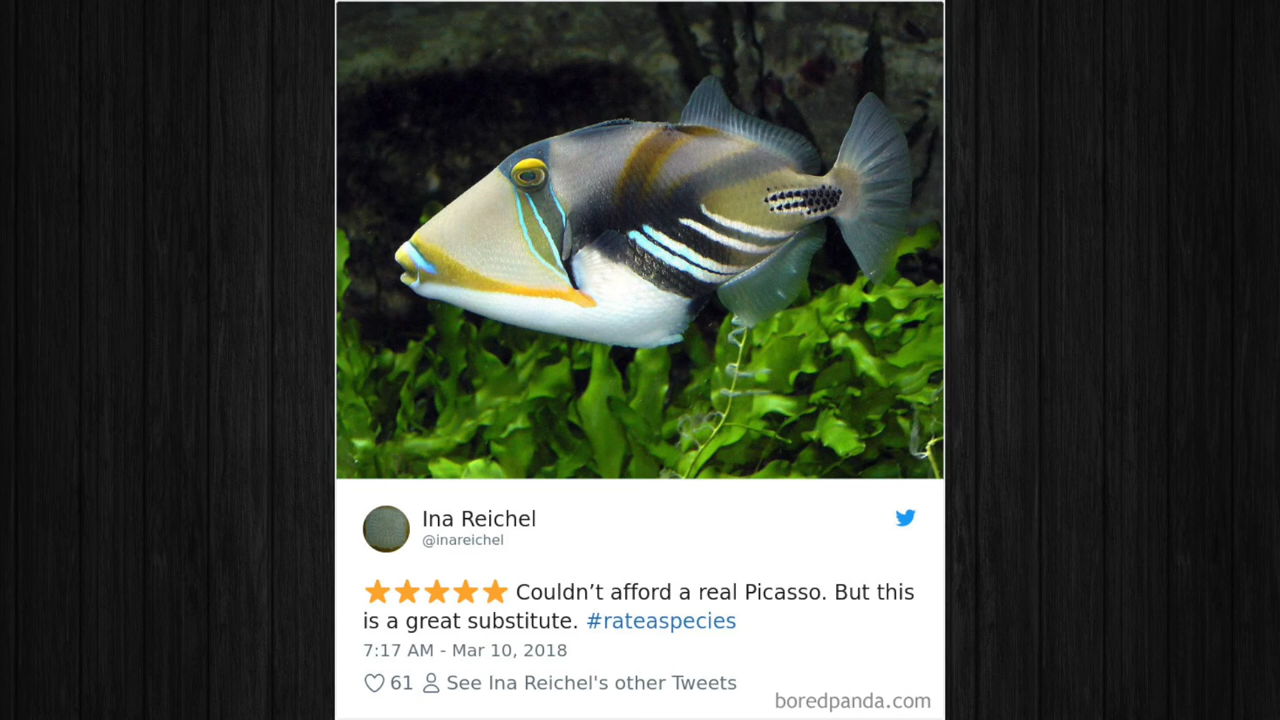 Ina Reichel
@inareichel
⭐⭐⭐⭐⭐ Couldn’t afford a real Picasso. But this
is a great substitute. #rateaspecies
7:17 AM - Mar 10, 2018
61 See Ina Reichel's other Tweets
boredpanda.com